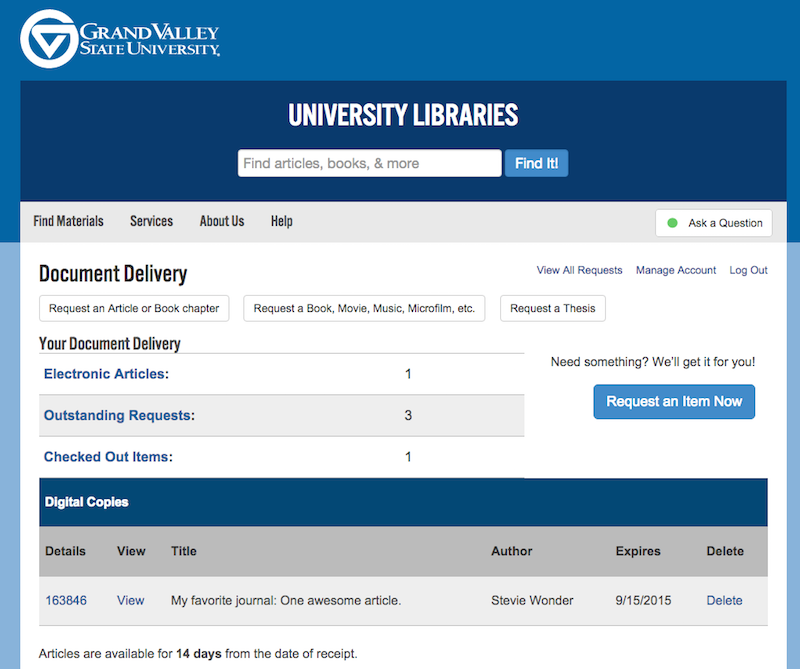 GRAND VALLEY
STATE UNIVERSITY.
UNIVERSITY LIBRARIES
Find articles, books, & more
Find It!
Find Materials Services About Us Help Ask a Question
Document Delivery
View All Requests Manage Account Log Out
Request an Article or Book chapter Request a Book, Movie, Music, Microfilm, etc. Request a Thesis
Your Document Delivery
Need something? We'll get it for you!
Electronic Articles: 1
Request an Item Now
Outstanding Requests: 3
Checked Out Items: 1
Digital Copies
Details View Title Author Expires Delete
163846 View My favorite journal: One awesome article. Stevie Wonder 9/15/2015 Delete
Articles are available for 14 days from the date of receipt.